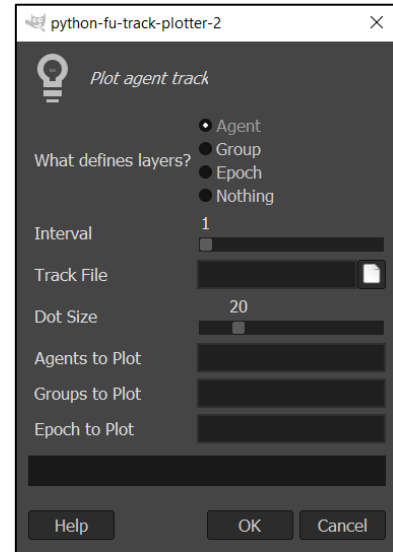 python-fu-track-plotter-2
Plot agent track
What defines layers?
Agent
Group
Epoch
Nothing
Interval
1
Track File
Dot Size
20
Agents to Plot
Groups to Plot
Epoch to Plot
Help
OK
Cancel